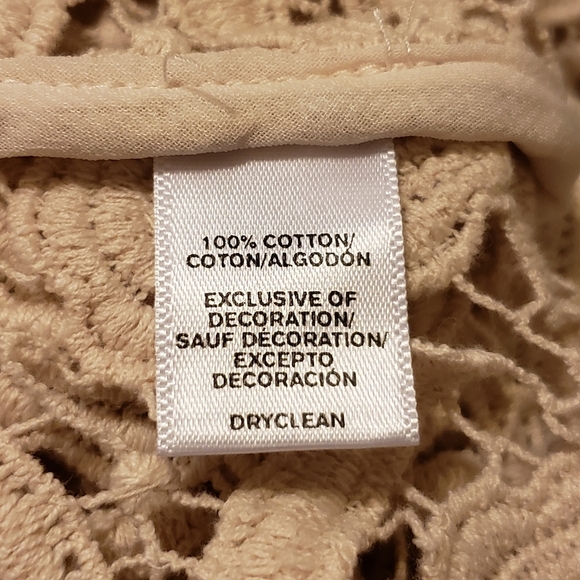 100% COTTON/
COTON/ALGODÓN
EXCLUSIVE OF
DECORATION/
SAUF DÉCORATION/
EXCEPTO
DECORACIÓN
DRYCLEAN